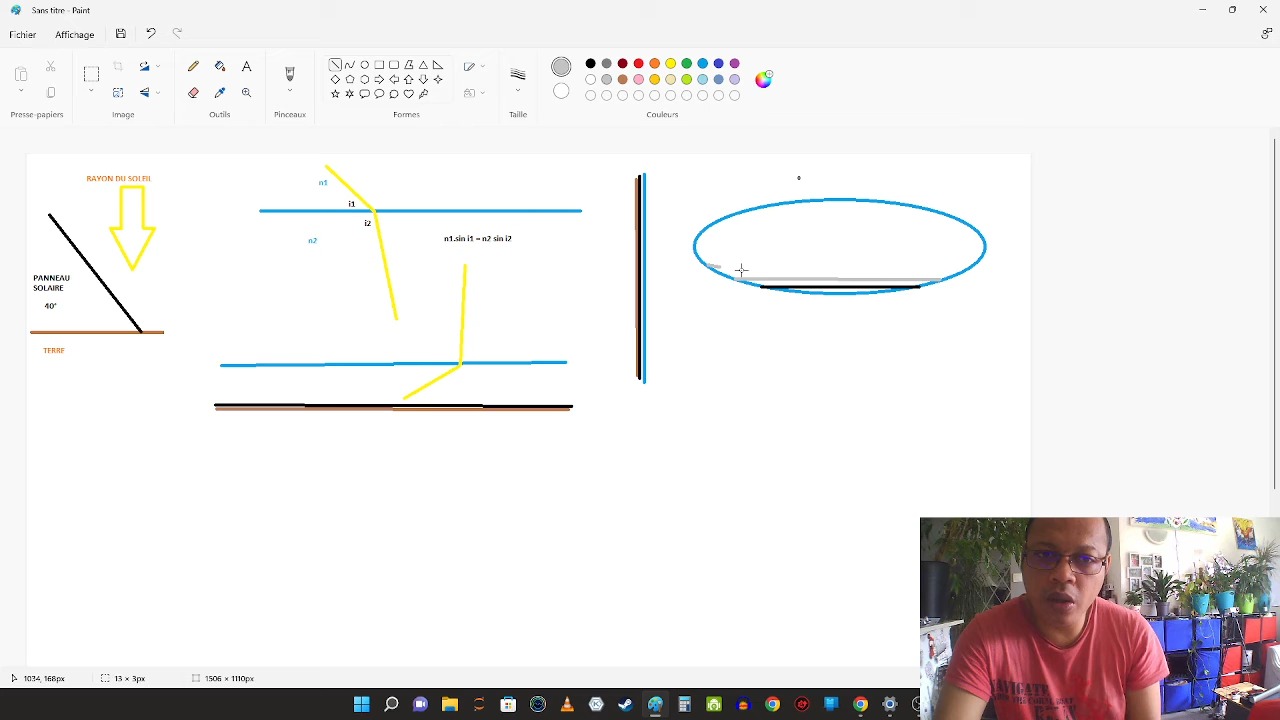 Sans titre - Paint
Fichier
Affichage
Presse-papiers
Image
Outils
Pinceaux
Formes
Taille
Couleurs
RAYON DU SOLEIL
PANNEAU
SOLAIRE
40°
TERRE
n1
i1
i2
n2
n1.sin i1 = n2 sin i2
1034, 168px
13 × 3px
1506 × 1110px
NAVIGATE